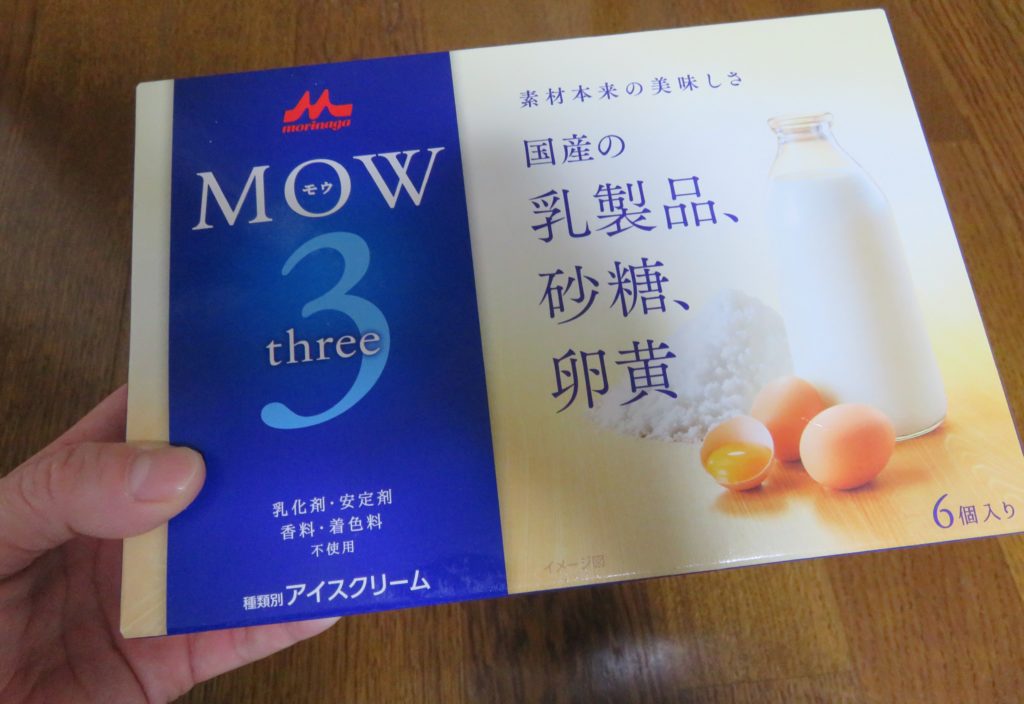 morinaga
MOW
モウ
3
three
乳化剤・安定剤
香料・着色料
不使用
種類別 アイスクリーム
素材本来の美味しさ
国産の
乳製品、
砂糖、
卵黄
6個入り
イメージ図